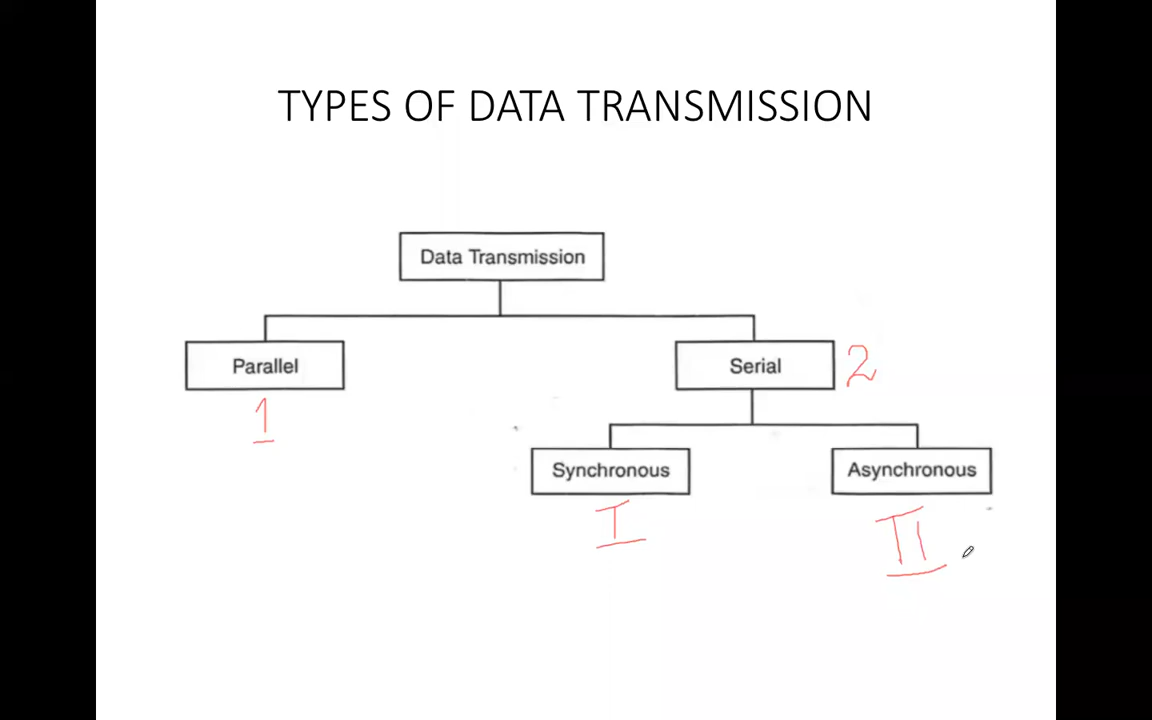 TYPES OF DATA TRANSMISSION
Data Transmission
Parallel
Serial
2
1
Synchronous
Asynchronous
I
II